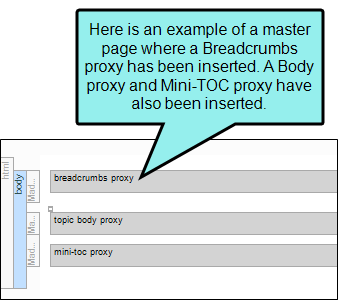 Here is an example of a master
page where a Breadcrumbs
proxy has been inserted. A Body
proxy and Mini-TOC proxy have
also been inserted.
html
body
Mad...
breadcrumbs proxy
Ma...
topic body proxy
Mad...
mini-toc proxy